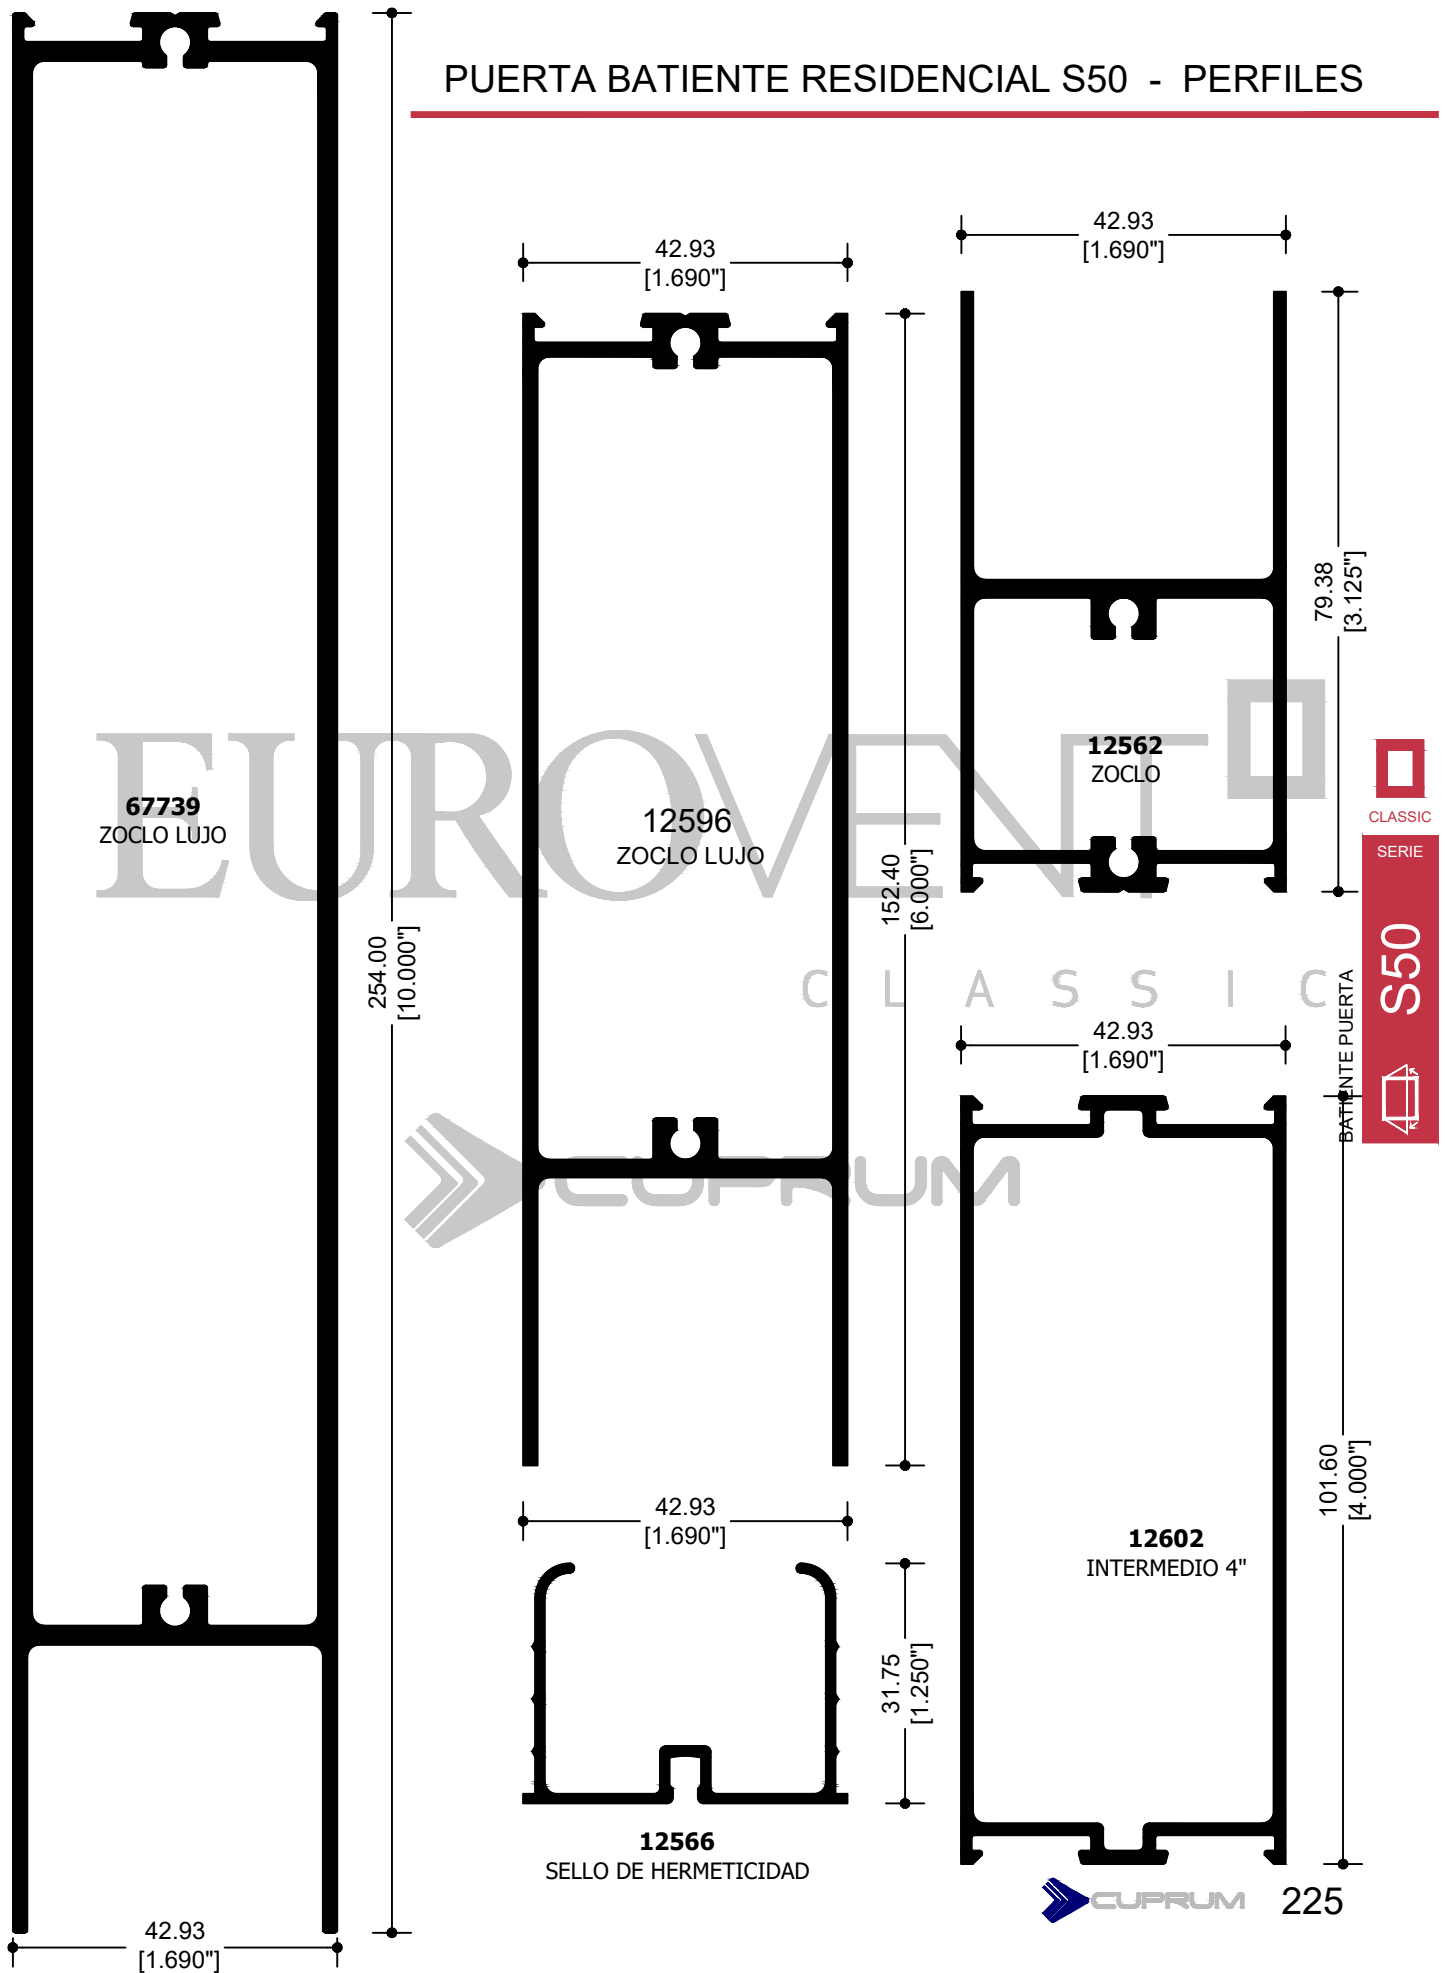 PUERTA BATIENTE RESIDENCIAL S50 - PERFILES
42.93
[1.690"]
42.93
[1.690"]
79.38
[3.125"]
12562
ZOCLO
67739
ZOCLO LUJO
12596
ZOCLO LUJO
EUROVENT
CLASSIC
152.40
[6.000"]
254.00
[10.000"]
CLASSIC
SERIE
S50
BATIENTE PUERTA
42.93
[1.690"]
CUPRUM
101.60
[4.000"]
12602
INTERMEDIO 4"
42.93
[1.690"]
31.75
[1.250"]
12566
SELLO DE HERMETICIDAD
42.93
[1.690"]
CUPRUM
225